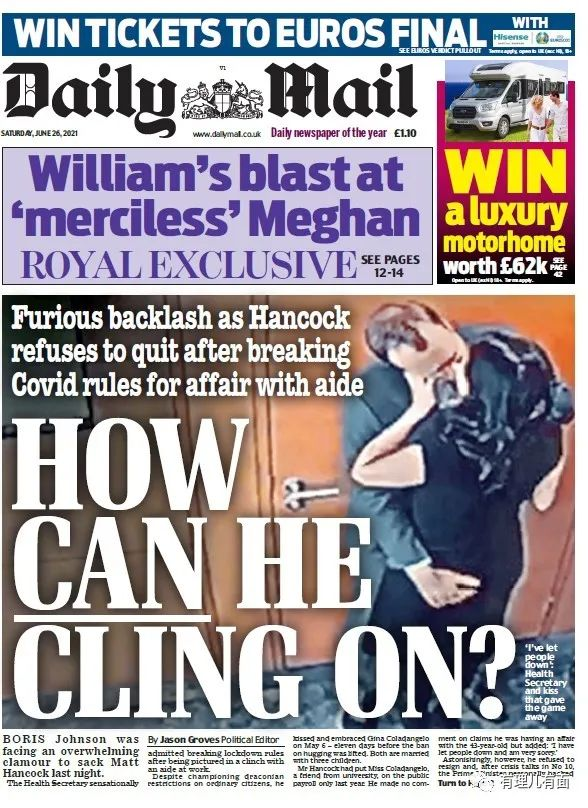 WIN TICKETS TO EUROS FINAL WITH
Hisense
SEE EUROS VERDICT PULLOUT
Terms apply, open to UK (exc NI), 18+
Daily Mail
SATURDAY, JUNE 26, 2021
www.dailymail.co.uk
Daily newspaper of the year
£1.10
William's blast at
'merciless' Meghan
ROYAL EXCLUSIVE
SEE PAGES
12-14
WIN
a luxury
motorhome
worth £62k
SEE
PAGE
42
Open to UK (exc NI) 18+. Terms apply.
Furious backlash as Hancock
refuses to quit after breaking
Covid rules for affair with aide
HOW
CAN HE
CLING ON?
'I've let
people
down':
Health
Secretary
and kiss
that gave
the game
away
BORIS Johnson was
facing an overwhelming
clamour to sack Matt
Hancock last night.
The Health Secretary sensationally
By Jason Groves Political Editor
admitted breaking lockdown rules
after being pictured in a clinch with
an aide at work.
Despite championing draconian
restrictions on ordinary citizens, he
kissed and embraced Gina Coladangelo
on May 6 – eleven days before the ban
on hugging was lifted. Both are married
with three children.
Mr Hancock had put Miss Coladangelo,
a friend from university, on the public
payroll only last year. He made no com-
ment on claims he was having an affair
with the 43-year-old but added: 'I have
let people down and am very sorry.'
Astonishingly, however, he refused to
resign and, after crisis talks in No 10,
the Prime Minister personally backed
Turn to
有理儿有面